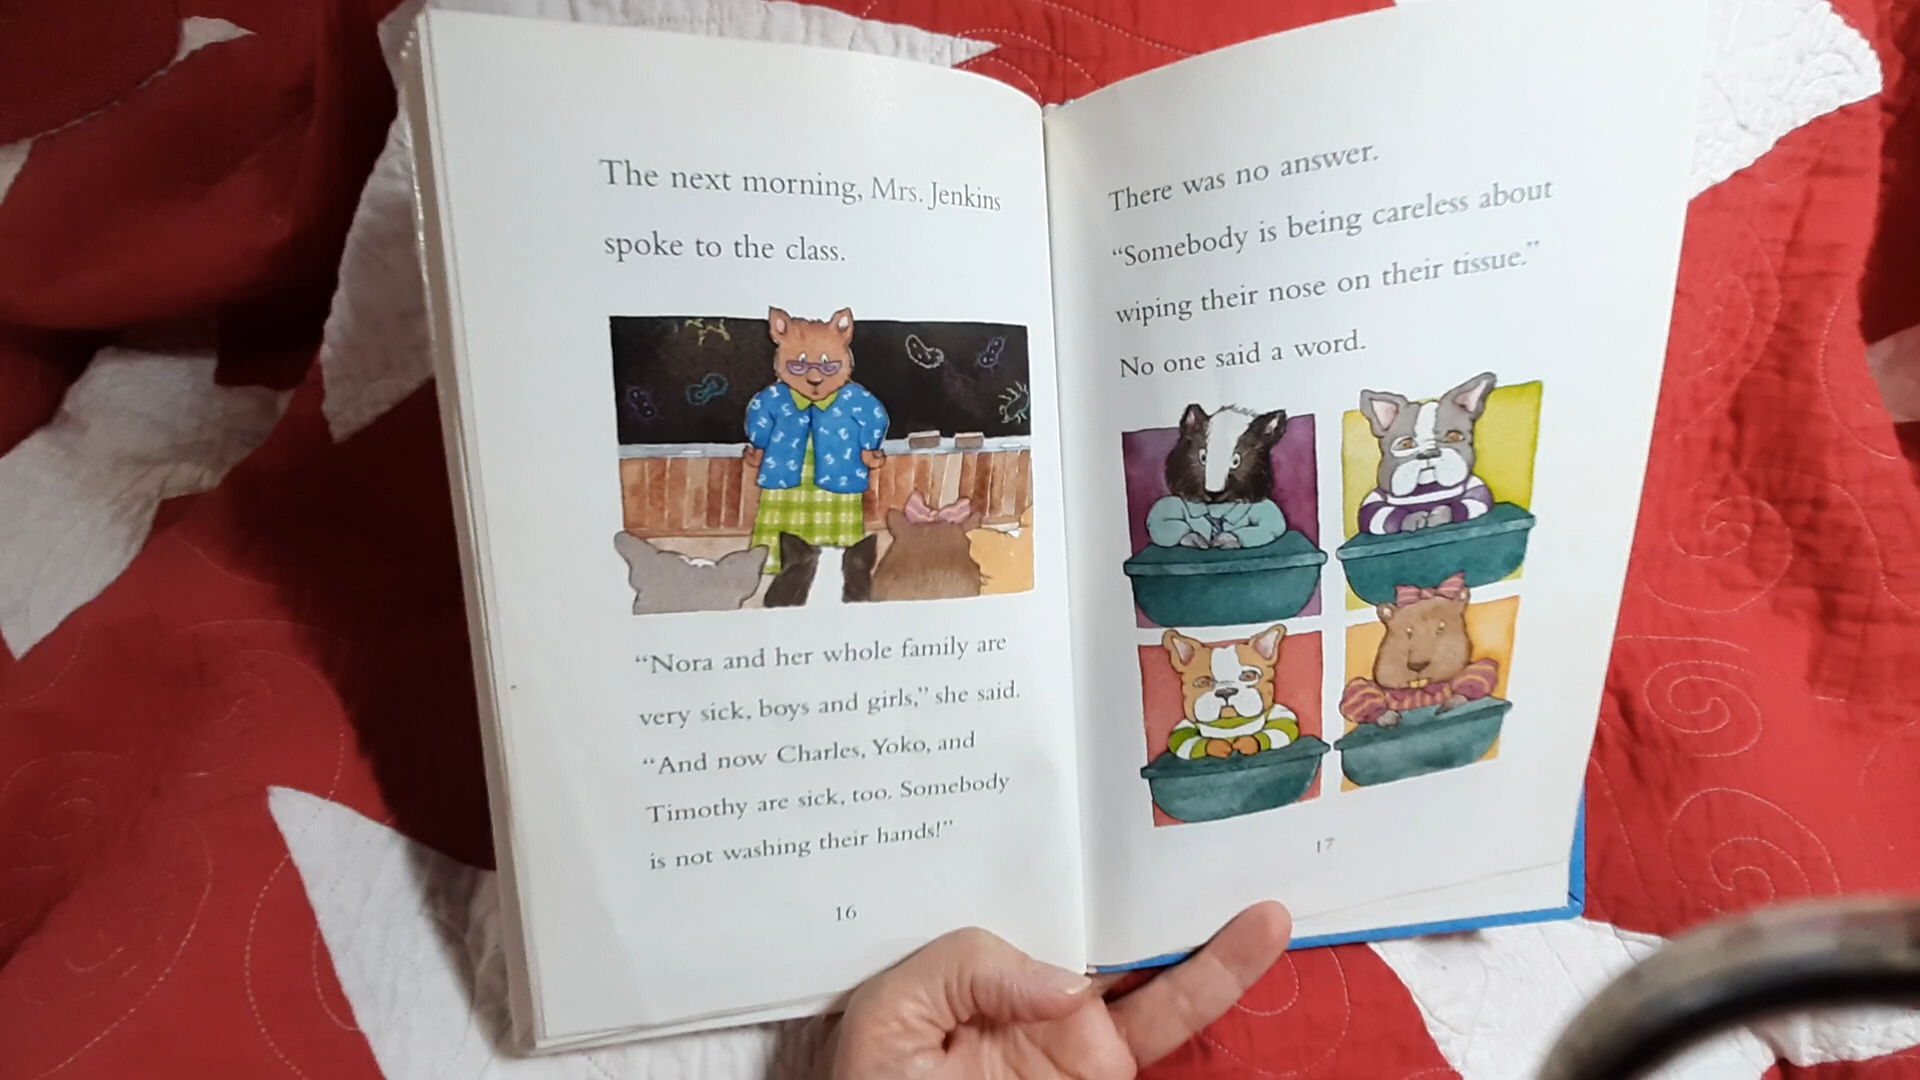 The next morning, Mrs. Jenkins
spoke to the class.
“Nora and her whole family are
very sick, boys and girls,” she said.
“And now Charles, Yoko, and
Timothy are sick, too. Somebody
is not washing their hands!”
16
There was no answer.
“Somebody is being careless about
wiping their nose on their tissue.”
No one said a word.
17